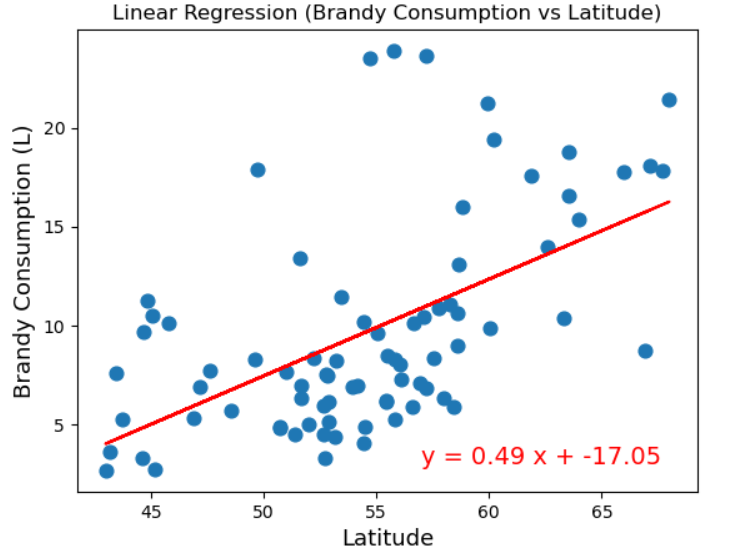 Linear Regression (Brandy Consumption vs Latitude)
Brandy Consumption (L)
20
15
10
5
y = 0.49 x + -17.05
45 50 55 60 65
Latitude